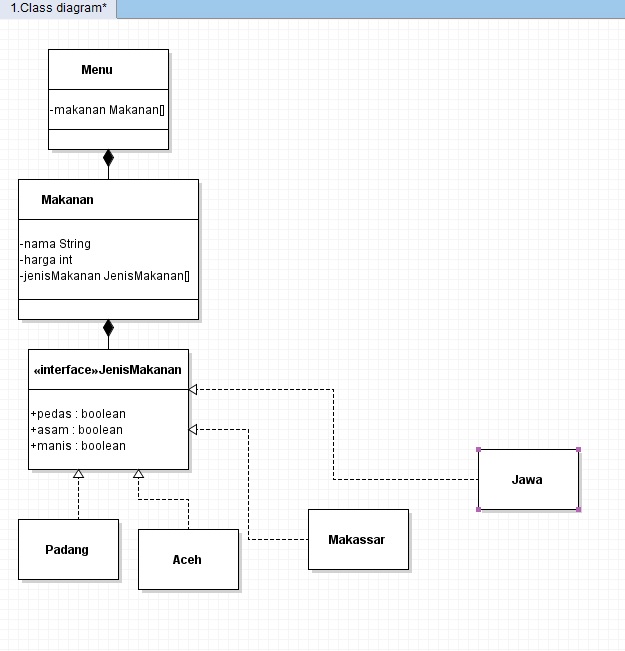 1.Class diagram*
Menu
-makanan Makanan[]
Makanan
-nama String
-harga int
-jenisMakanan JenisMakanan[]
«interface»JenisMakanan
+pedas : boolean
+asam : boolean
+manis : boolean
Jawa
Makassar
Padang
Aceh